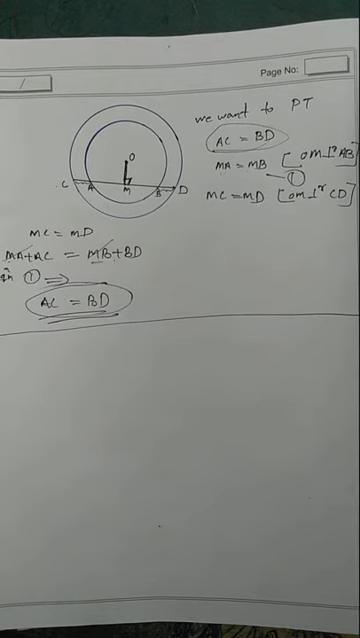 Page No:
we want to PT
AC = BD
MA = MB [OM ⊥r AB]
①
MC = MD [OM ⊥r CD]
O
C A M B D
MC = MD
MA + AC = MB + BD
①⇒
AC = BD